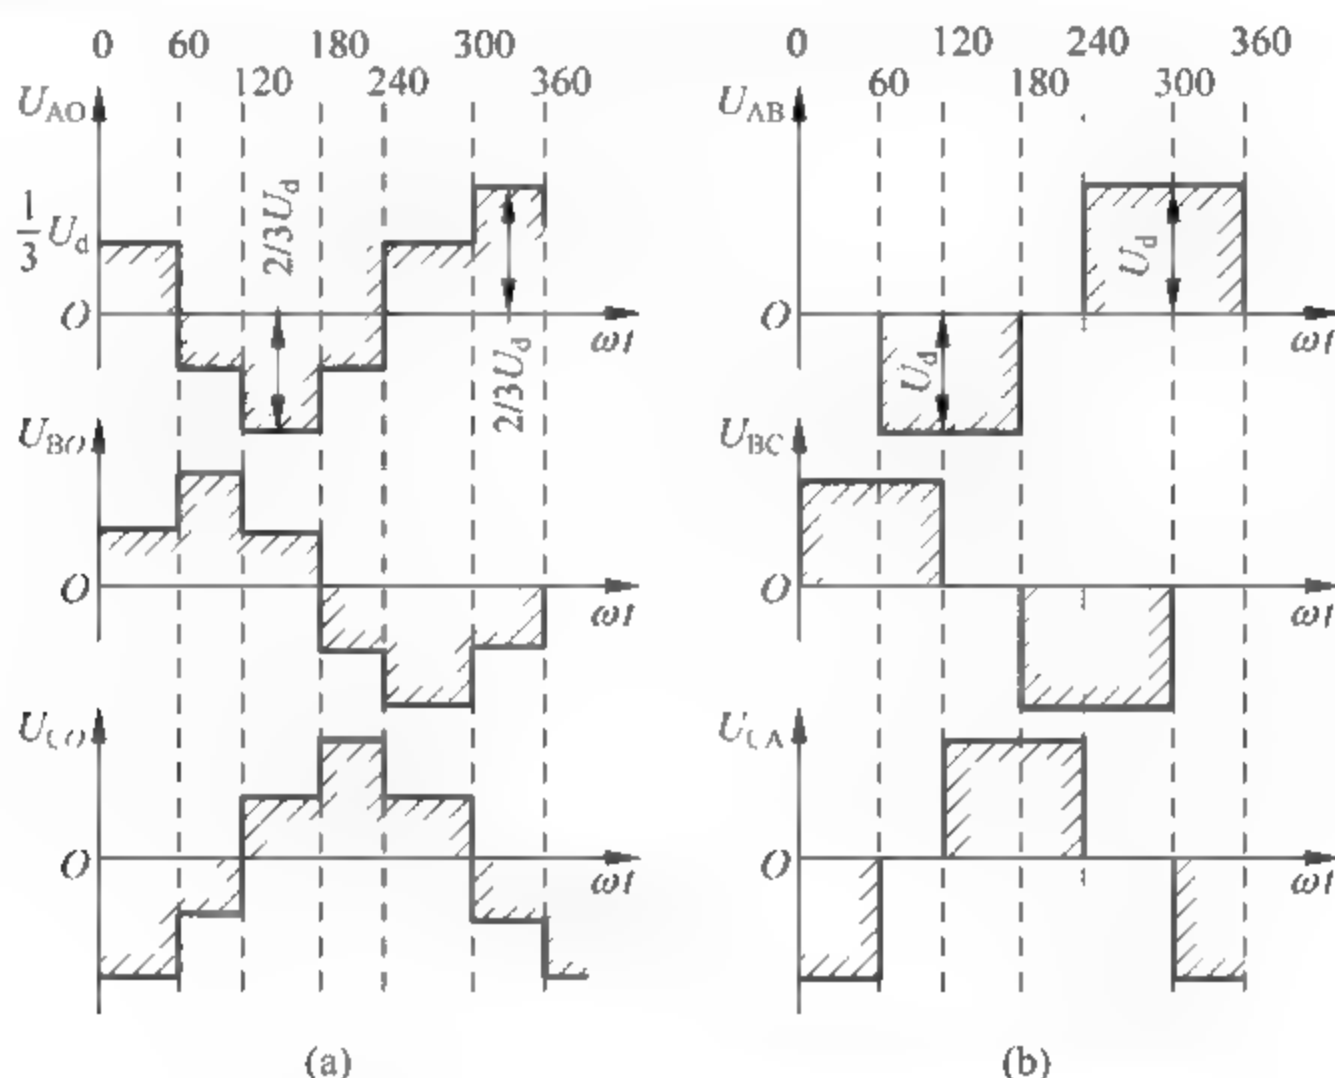 0 60 180 300
120 240 360
U_AO
1/3 U_d
2/3U_d
2/3U_d
O
ωt
U_BO
O
ωt
U_CO
O
ωt
(a)
0 120 240 360
60 180 300
U_AB
U_d
U_d
O
ωt
U_BC
O
ωt
U_CA
O
ωt
(b)